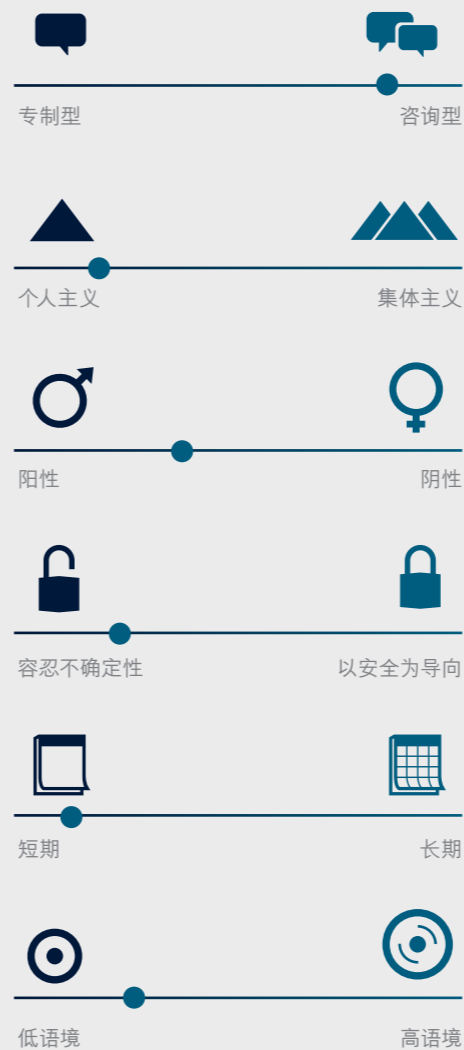 专制型
咨询型
个人主义
集体主义
阳性
阴性
容忍不确定性
以安全为导向
短期
长期
低语境
高语境